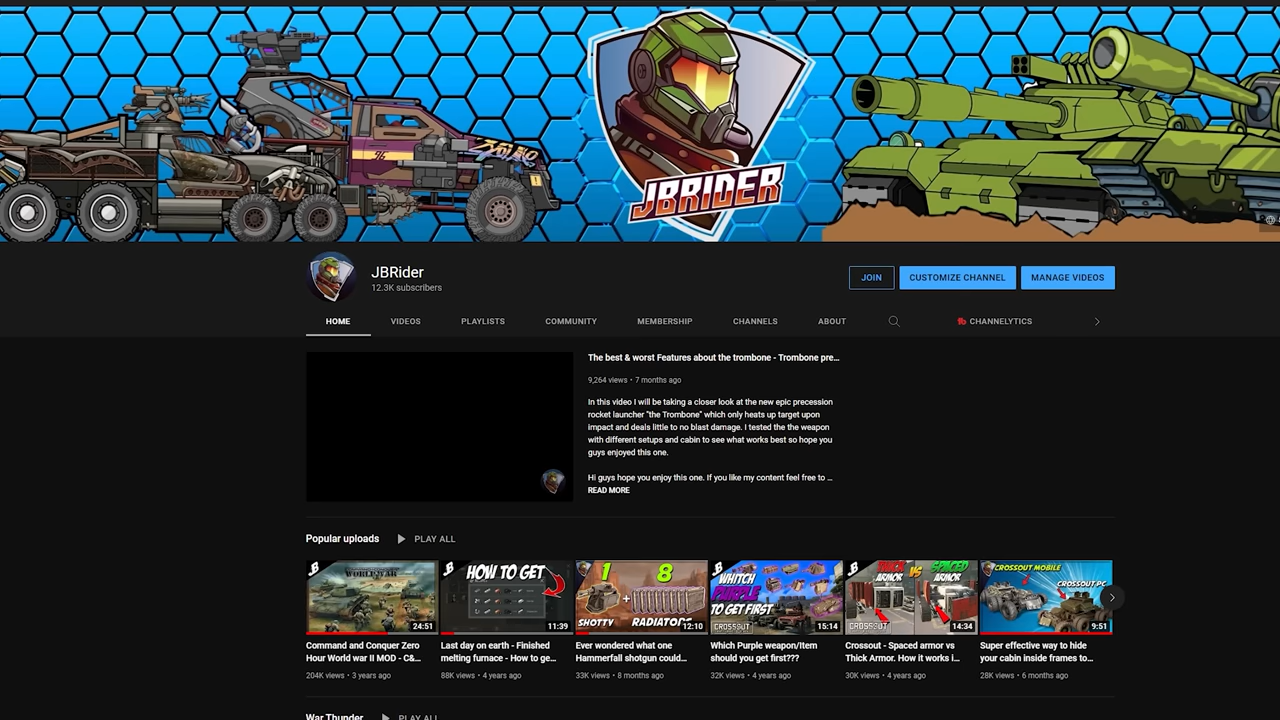 JBRIDER
JBRider
12.3K subscribers
JOIN
CUSTOMIZE CHANNEL
MANAGE VIDEOS
HOME
VIDEOS
PLAYLISTS
COMMUNITY
MEMBERSHIP
CHANNELS
ABOUT
CHANNELYTICS
The best & worst Features about the trombone - Trombone pre...
9,264 views • 7 months ago
In this video I will be taking a closer look at the new epic precession
rocket launcher "the Trombone" which only heats up target upon
impact and deals little to no blast damage. I tested the the weapon
with different setups and cabin to see what works best so hope you
guys enjoyed this one.
Hi guys hope you enjoy this one. If you like my content feel free to ...
READ MORE
Popular uploads
PLAY ALL
WORLD WAR
24:51
HOW TO GET
11:39
1
8
+
SHOTTY
RADIATORS
12:10
WHITCH
PURPLE
TO GET FIRST
CROSSOUT
15:14
THICK
ARMOR
VS
SPACED
ARMOR
CROSSOUT
14:34
CROSSOUT MOBILE
CROSSOUT PC
9:51
Command and Conquer Zero
Hour World war II MOD - C&...
204K views • 3 years ago
Last day on earth - Finished
melting furnace - How to ge...
88K views • 4 years ago
Ever wondered what one
Hammerfall shotgun could...
33K views • 8 months ago
Which Purple weapon/Item
should you get first???
32K views • 4 years ago
Crossout - Spaced armor vs
Thick Armor. How it works i...
30K views • 4 years ago
Super effective way to hide
your cabin inside frames to...
28K views • 6 months ago
War Thunder
PLAY ALL